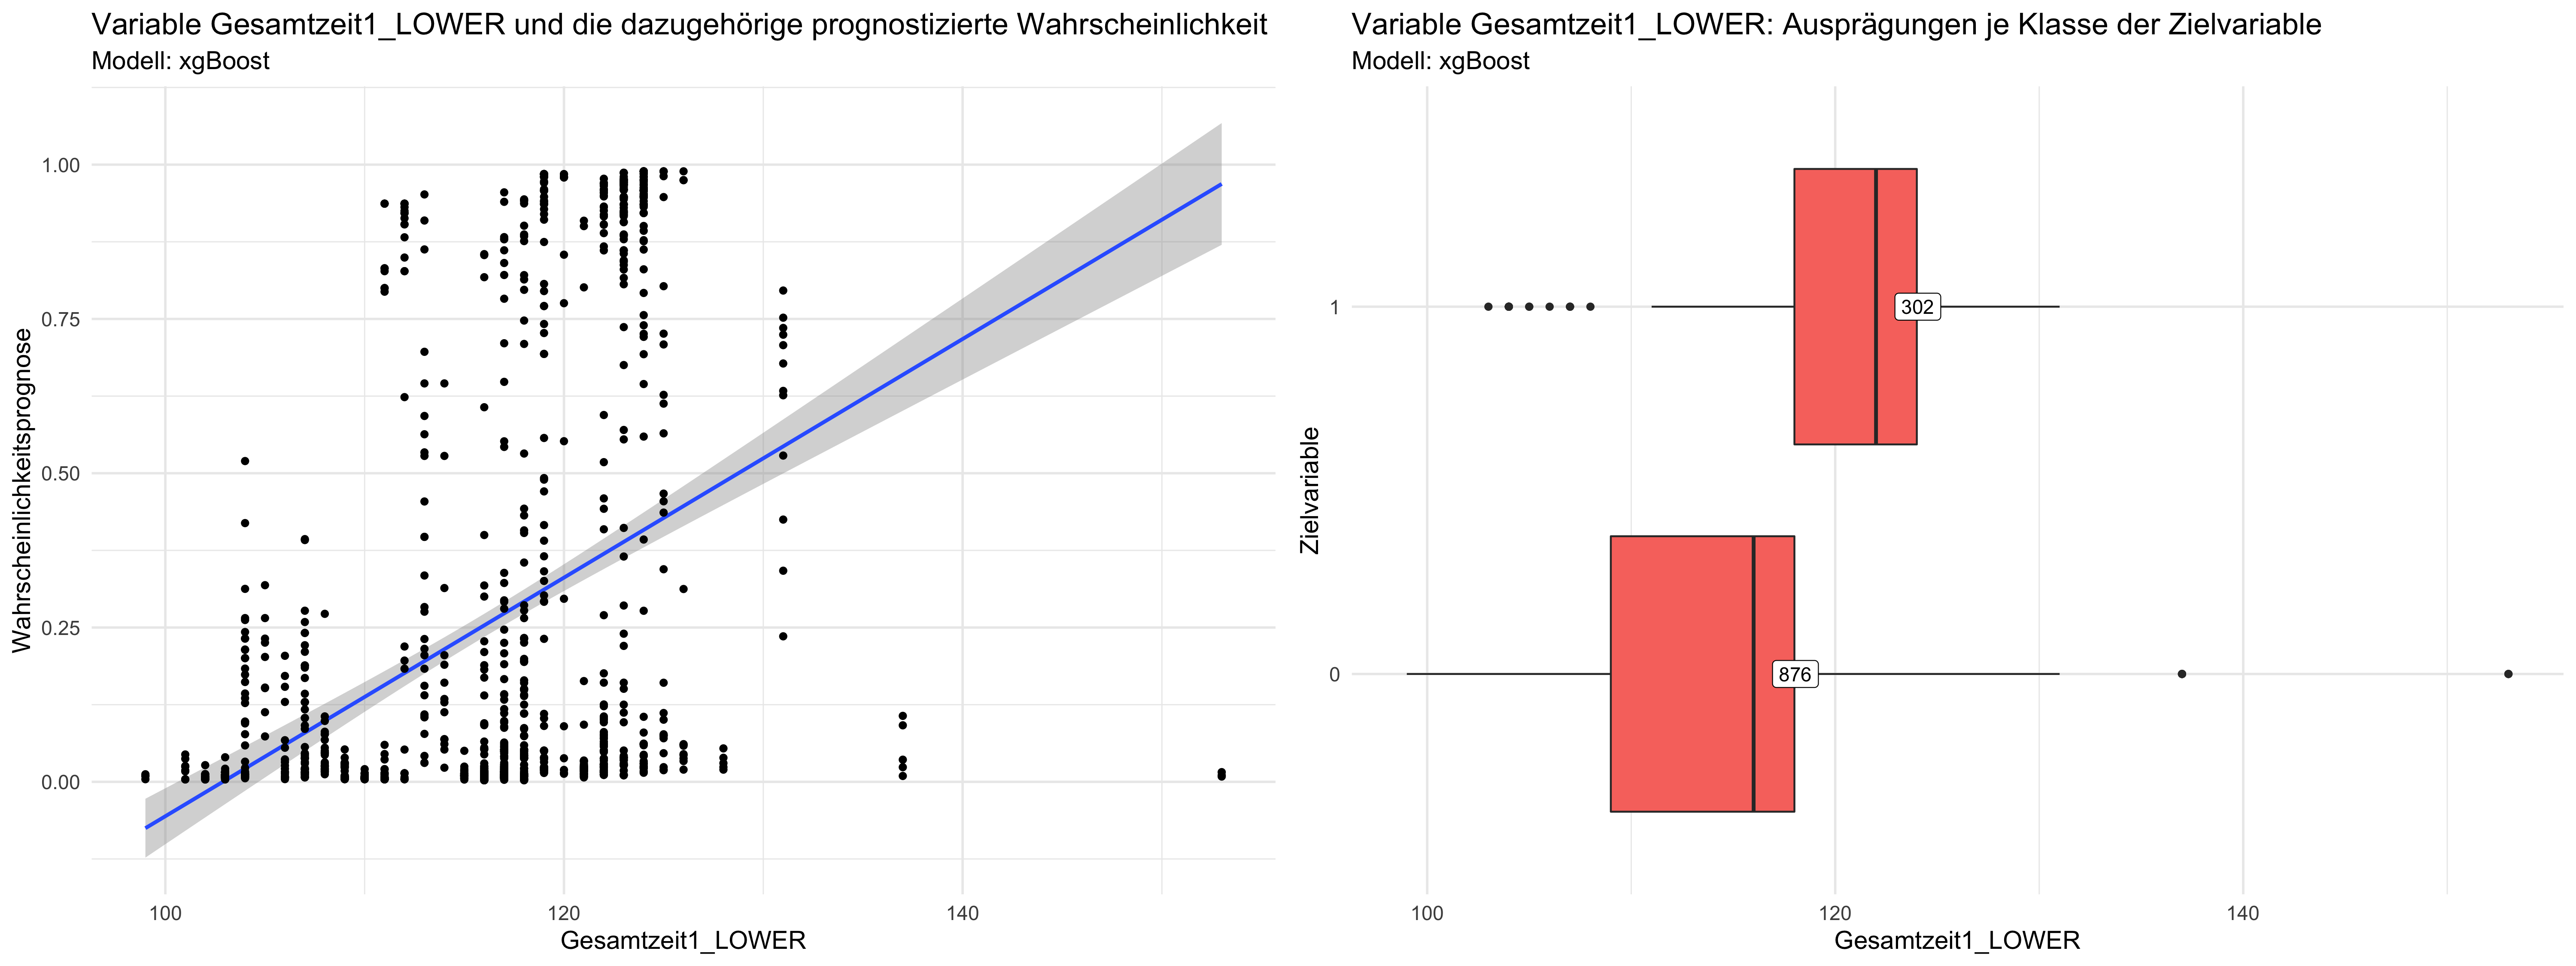 Variable Gesamtzeit1_LOWER und die dazugehörige prognostizierte Wahrscheinlichkeit
Modell: xgBoost
Wahrscheinlichkeitsprognose
1.00
0.75
0.50
0.25
0.00
100
120
140
Gesamtzeit1_LOWER
Variable Gesamtzeit1_LOWER: Ausprägungen je Klasse der Zielvariable
Modell: xgBoost
Zielvariable
1
302
0
876
100
120
140
Gesamtzeit1_LOWER